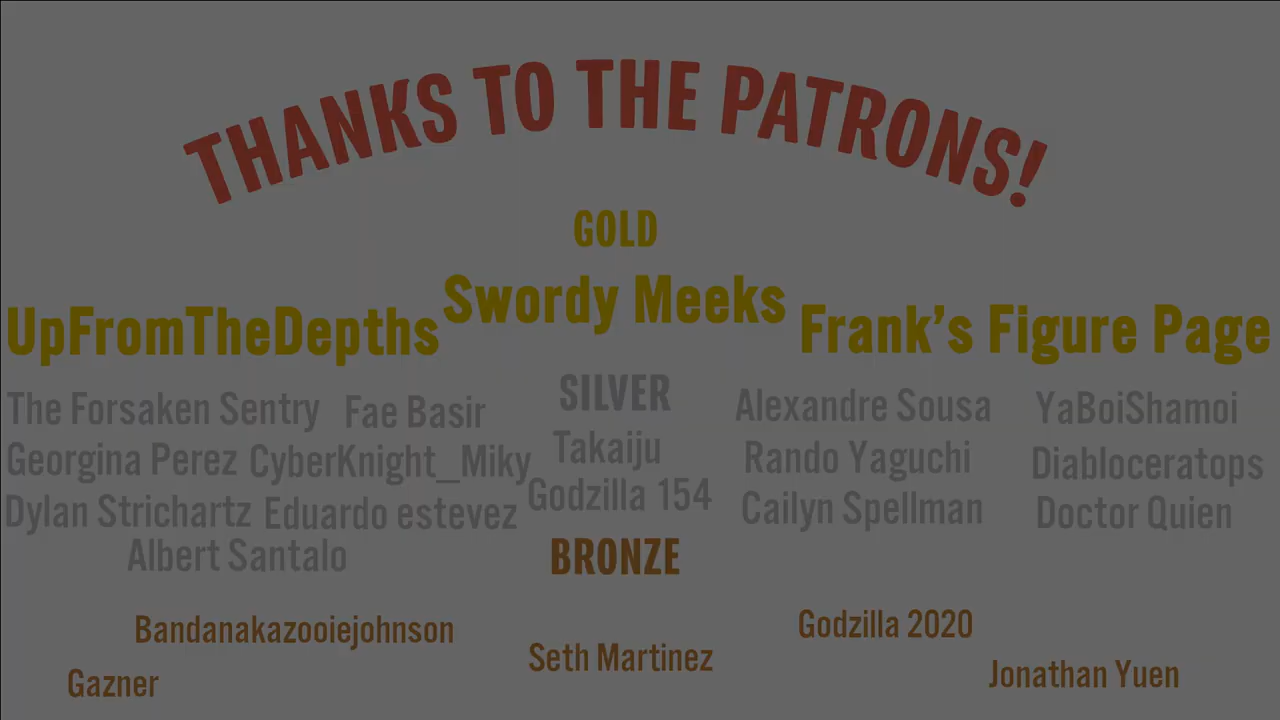 THANKS TO THE PATRONS!
GOLD
UpFromTheDepths Swordy Meeks Frank's Figure Page
SILVER
The Forsaken Sentry Fae Basir Takaiju Alexandre Sousa YaBoiShamoi
Georgina Perez CyberKnight_Miky Godzilla 154 Rando Yaguchi Diabloceratops
Dylan Strichartz Eduardo estevez Cailyn Spellman Doctor Quien
Albert Santalo
BRONZE
Bandanakazooiejohnson Godzilla 2020
Seth Martinez
Gazner Jonathan Yuen